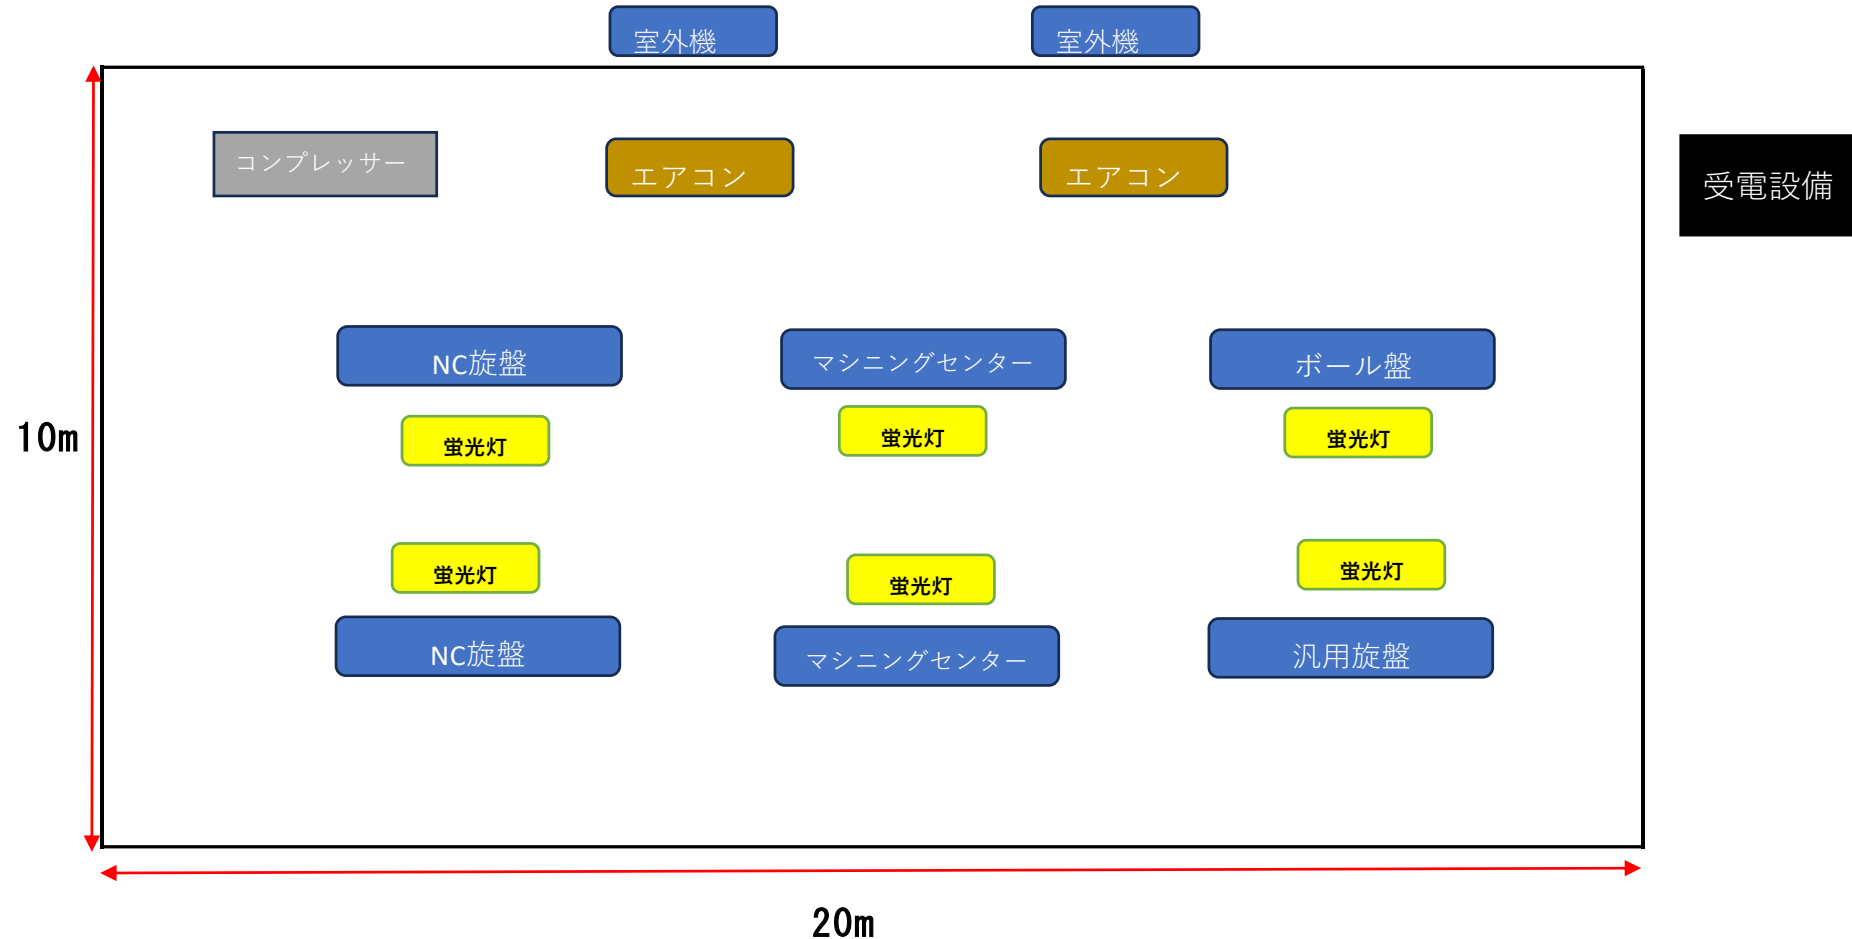 室外機
室外機
コンプレッサー
エアコン
エアコン
受電設備
NC旋盤
マシニングセンター
ボール盤
蛍光灯
蛍光灯
蛍光灯
10m
蛍光灯
蛍光灯
蛍光灯
NC旋盤
マシニングセンター
汎用旋盤
20m